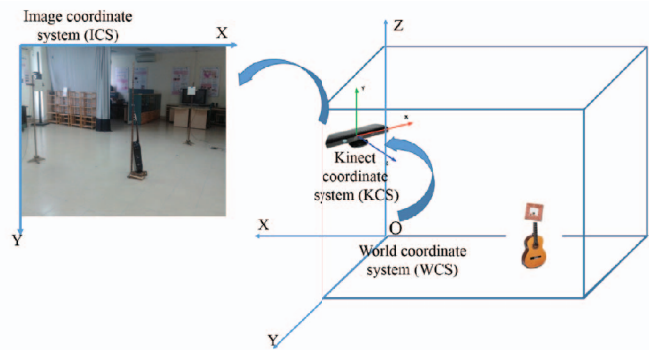 Image coordinate
system (ICS)
X
Y
Z
Y
X
Kinect
coordinate
system (KCS)
X
O
World coordinate
system (WCS)
Y